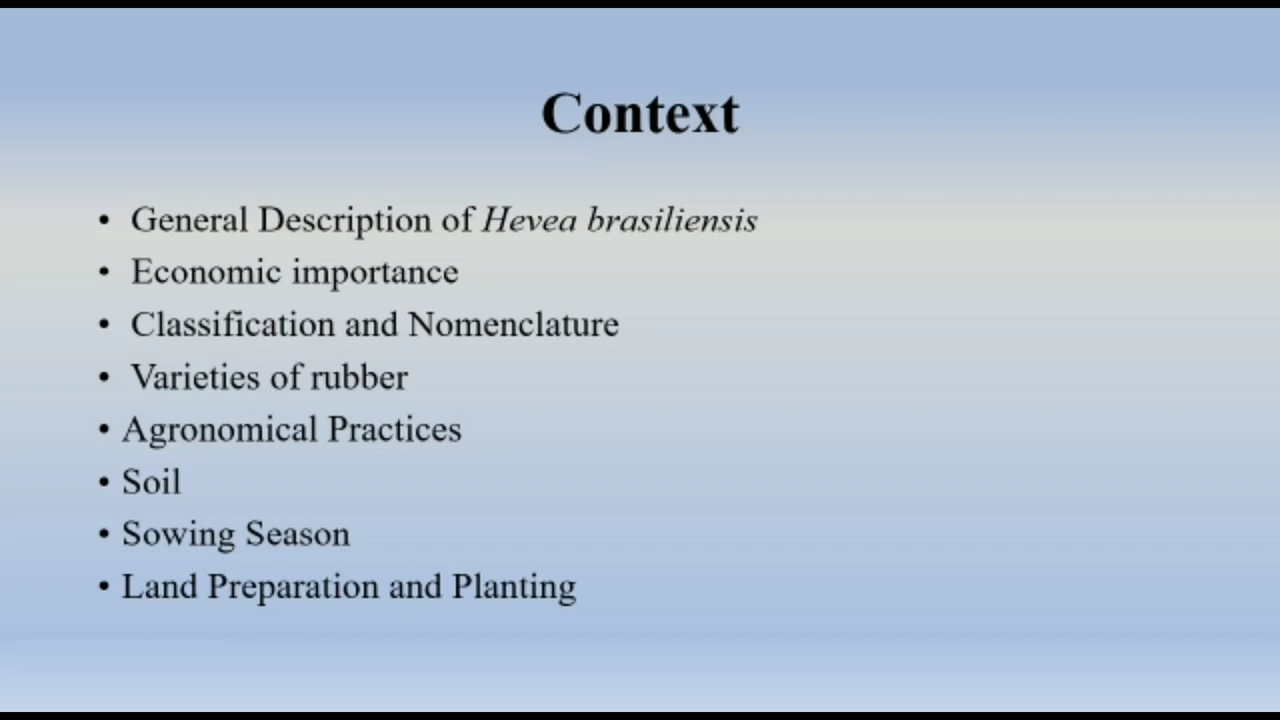 Context
• General Description of Hevea brasiliensis
• Economic importance
• Classification and Nomenclature
• Varieties of rubber
• Agronomical Practices
• Soil
• Sowing Season
• Land Preparation and Planting